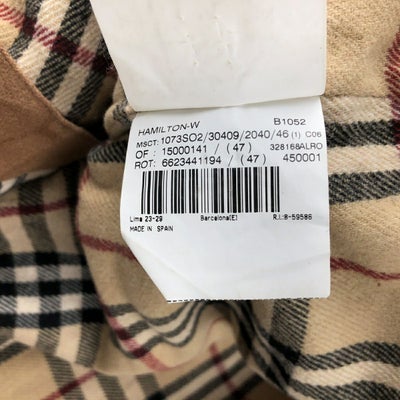 HAMILTON-W B1052
MSCT: 1073SO2/30409/2040/46 (1) C06
OF : 15000141 / (47) 328168ALRO
ROT: 6623441194 / (47) 450001
Lima 23-29 Barcelona(E) R.I.:8-59586
MADE IN SPAIN